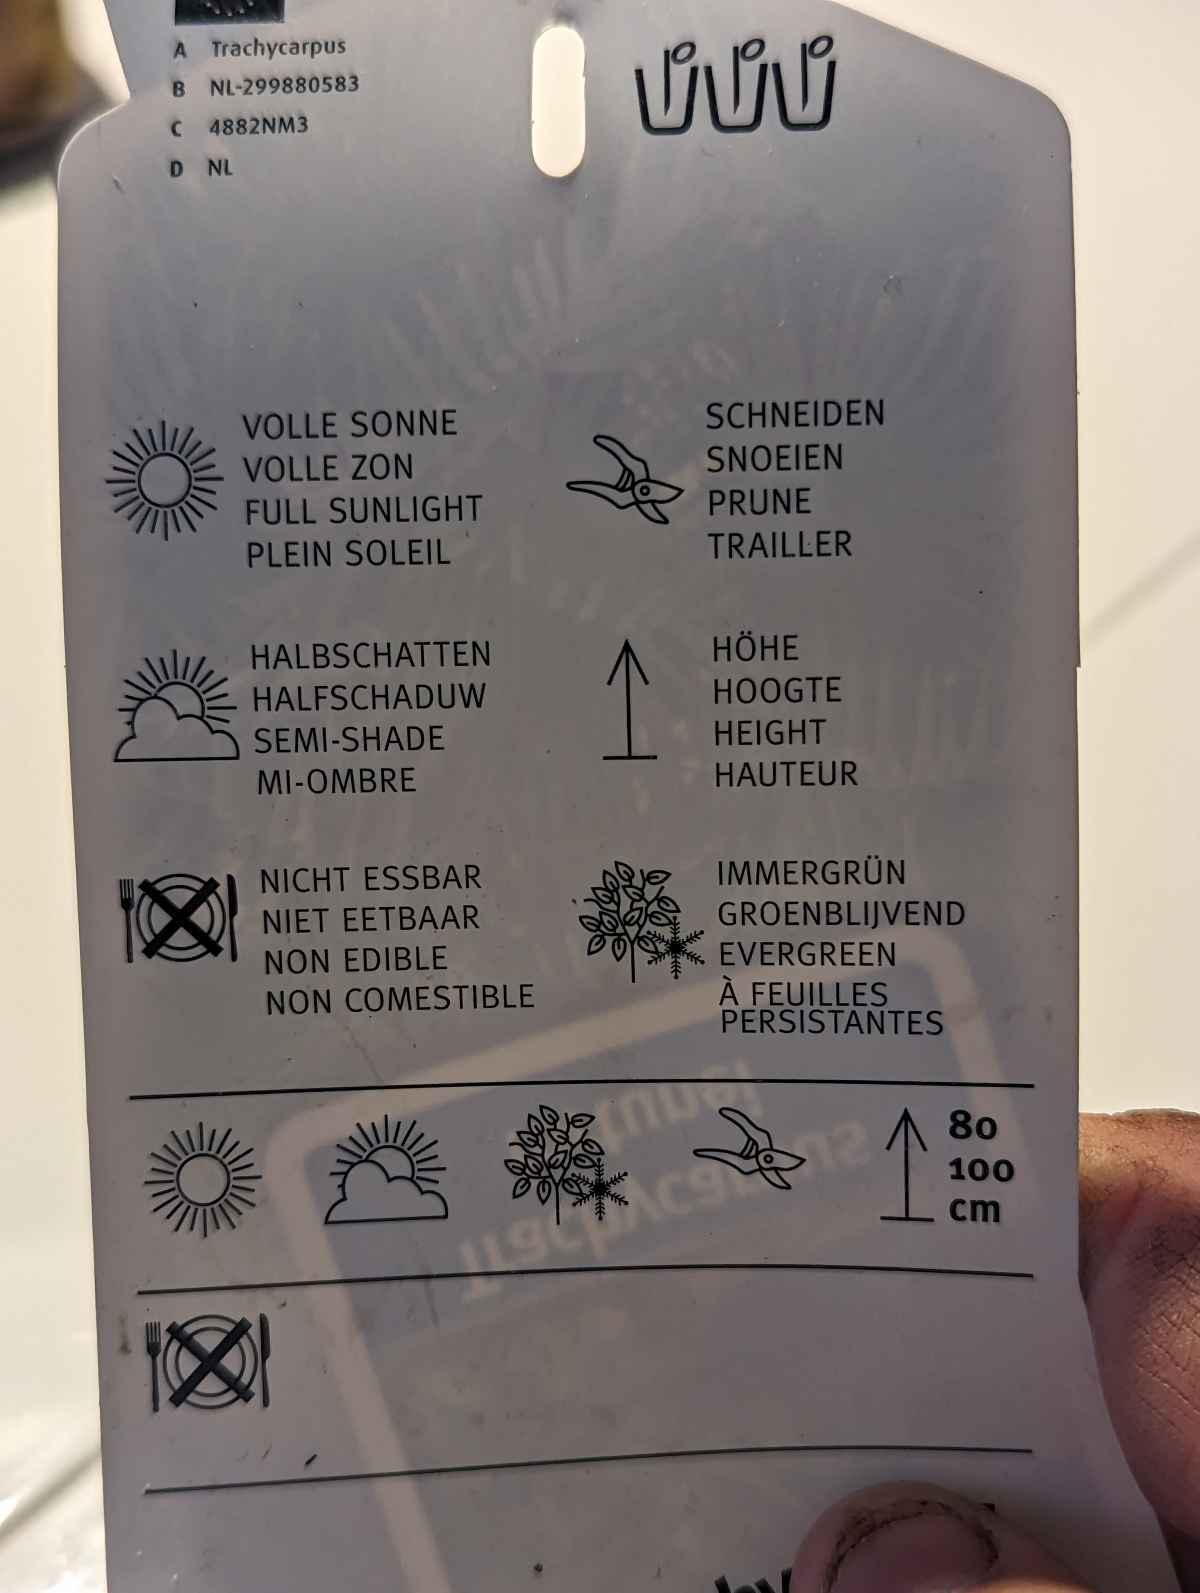 A Trachycarpus
B NL-299880583
C 4882NM3
D NL
VOLLE SONNE
VOLLE ZON
FULL SUNLIGHT
PLEIN SOLEIL
SCHNEIDEN
SNOEIEN
PRUNE
TRAILLER
HALBSCHATTEN
HALFSCHADUW
SEMI-SHADE
MI-OMBRE
HÖHE
HOOGTE
HEIGHT
HAUTEUR
NICHT ESSBAR
NIET EETBAAR
NON EDIBLE
NON COMESTIBLE
IMMERGRÜN
GROENBLIJVEND
EVERGREEN
À FEUILLES
PERSISTANTES
80
100
cm
Trachycarpus